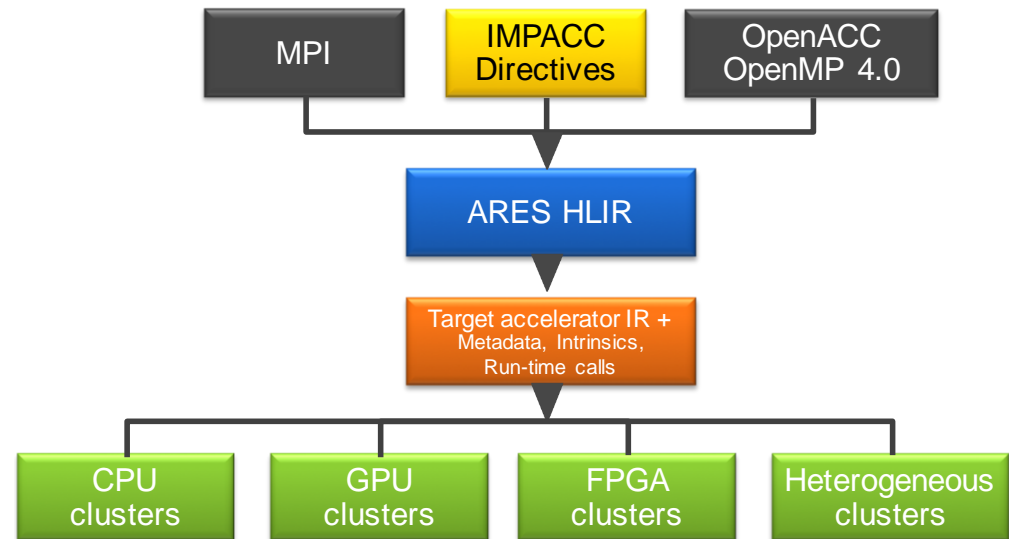 MPI
IMPACC
Directives
OpenACC
OpenMP 4.0
ARES HLIR
Target accelerator IR +
Metadata, Intrinsics,
Run-time calls
CPU
clusters
GPU
clusters
FPGA
clusters
Heterogeneous
clusters